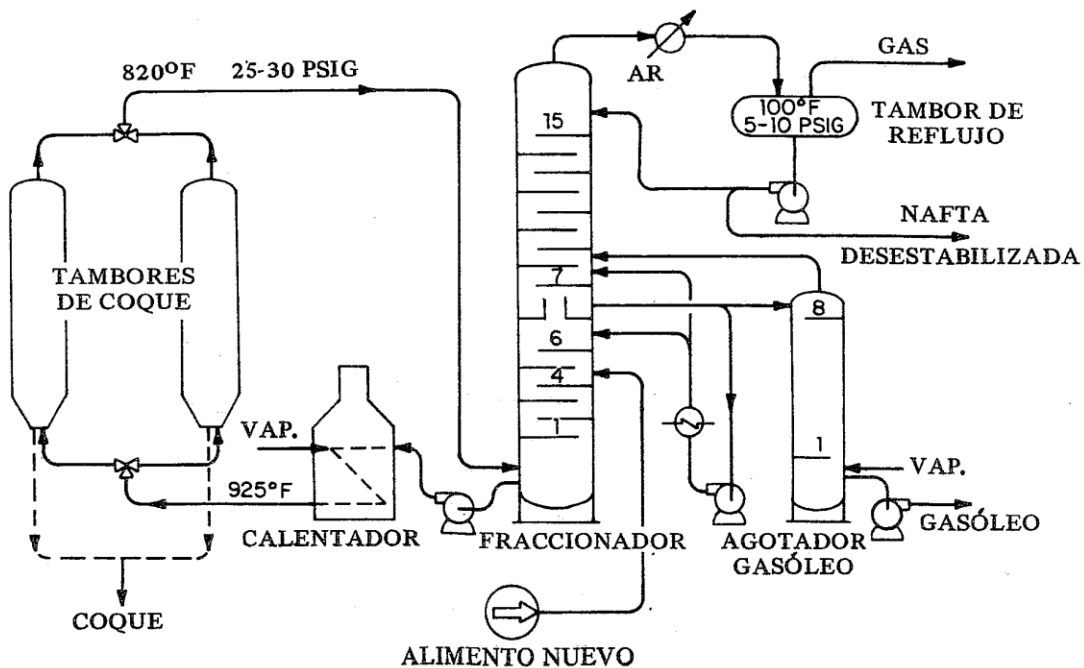 820°F 25-30 PSIG
AR
GAS
100°F
5-10 PSIG
TAMBOR DE
REFLUJO
15
NAFTA
DESESTABILIZADA
TAMBORES
DE COQUE
7
8
6
4
1
1
VAP.
VAP.
925°F
CALENTADOR
FRACCIONADOR
AGOTADOR
GASÓLEO
GASÓLEO
COQUE
ALIMENTO NUEVO